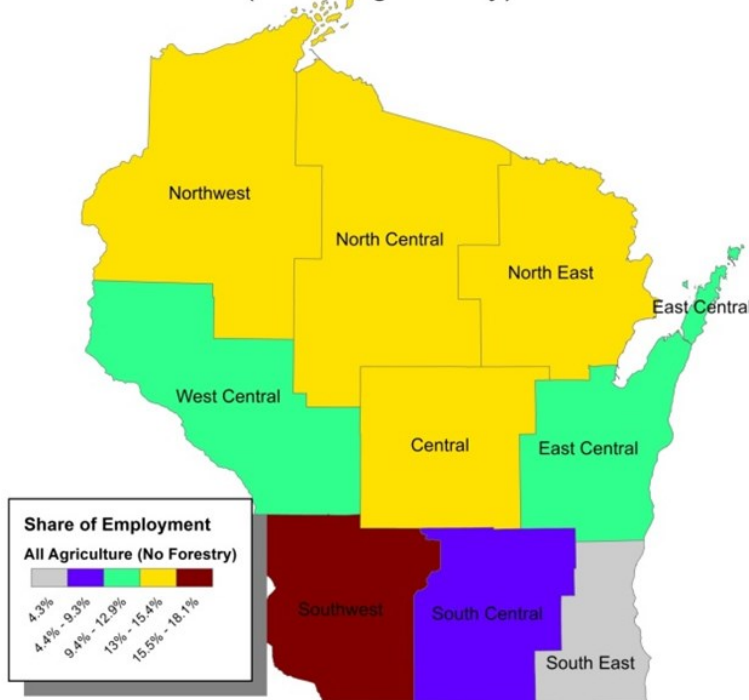 Northwest
North Central
North East
East Central
West Central
Central
East Central
Share of Employment
All Agriculture (No Forestry)
4.3%
4.4% - 9.3%
9.4% - 12.9%
13% - 15.4%
15.5% - 18.1%
Southwest
South Central
South East